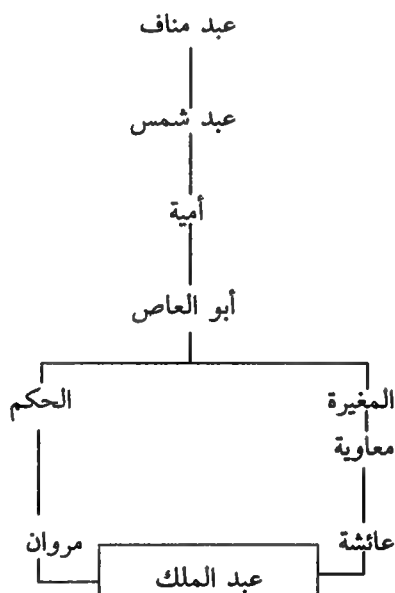 عبد مناف
عبد شمس
أمية
أبو العاص
المغيرة الحكم
معاوية
عائشة مروان
عبد الملك